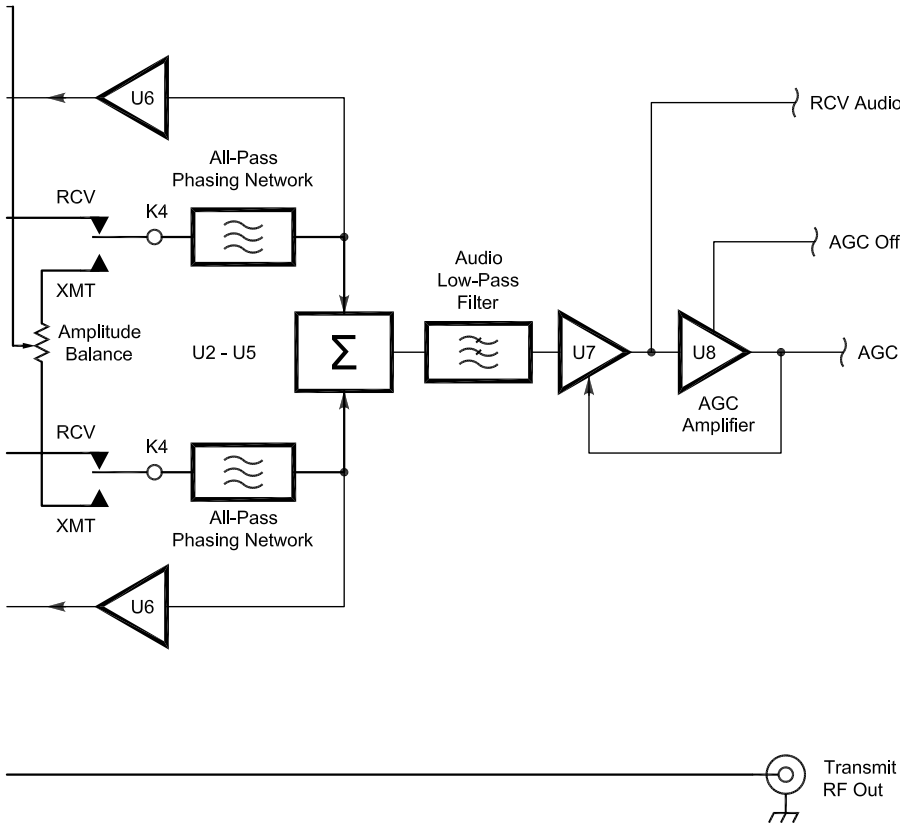 U6
RCV Audio
All-Pass
Phasing Network
RCV
K4
AGC Off
XMT
Audio
Low-Pass
Filter
Amplitude
Balance
U2 - U5
Σ
U7
U8
AGC
AGC
Amplifier
RCV
K4
XMT
All-Pass
Phasing Network
U6
Transmit
RF Out